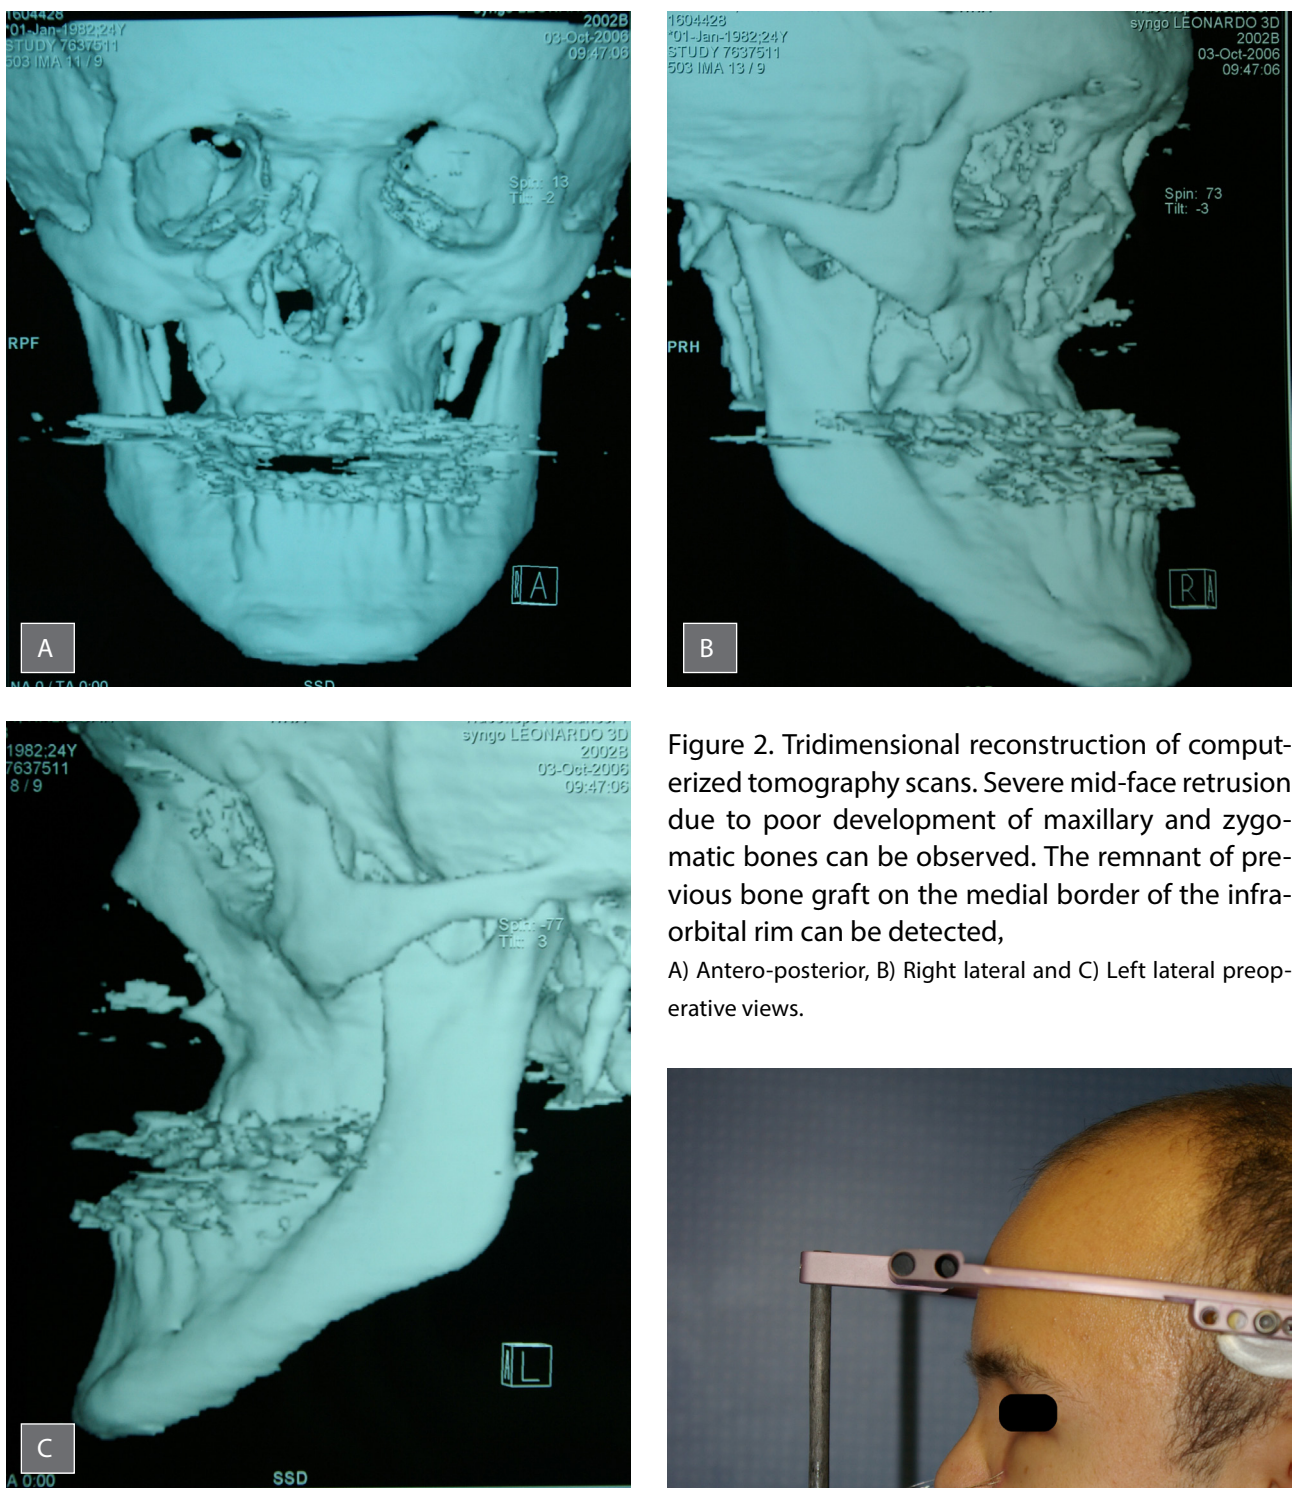 1604428
*01-Jan-1982;24Y
STUDY 7637511
503 IMA 11 / 9
2002B
03-Oct-2006
09:47:06
Spin: 13
Tilt: -2
RPF
A
A
SSD
1604428
*01-Jan-1982;24Y
STUDY 7637511
503 IMA 13 / 9
syngo LEONARDO 3D
2002B
03-Oct-2006
09:47:06
Spin: 73
Tilt: -3
PRH
R A
B
1982;24Y
7637511
8 / 9
syngo LEONARDO 3D
2002B
03-Oct-2006
09:47:06
Spin: -77
Tilt: 3
A L
C
A 0:00
SSD
Figure 2. Tridimensional reconstruction of comput-
erized tomography scans. Severe mid-face retrusion
due to poor development of maxillary and zygo-
matic bones can be observed. The remnant of pre-
vious bone graft on the medial border of the infra-
orbital rim can be detected,
A) Antero-posterior, B) Right lateral and C) Left lateral preop-
erative views.